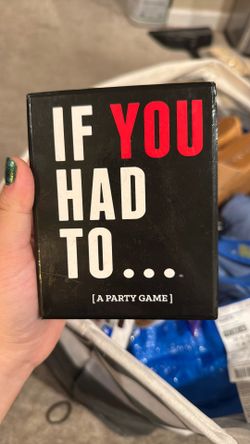 IF YOU
HAD
TO...
[A PARTY GAME]